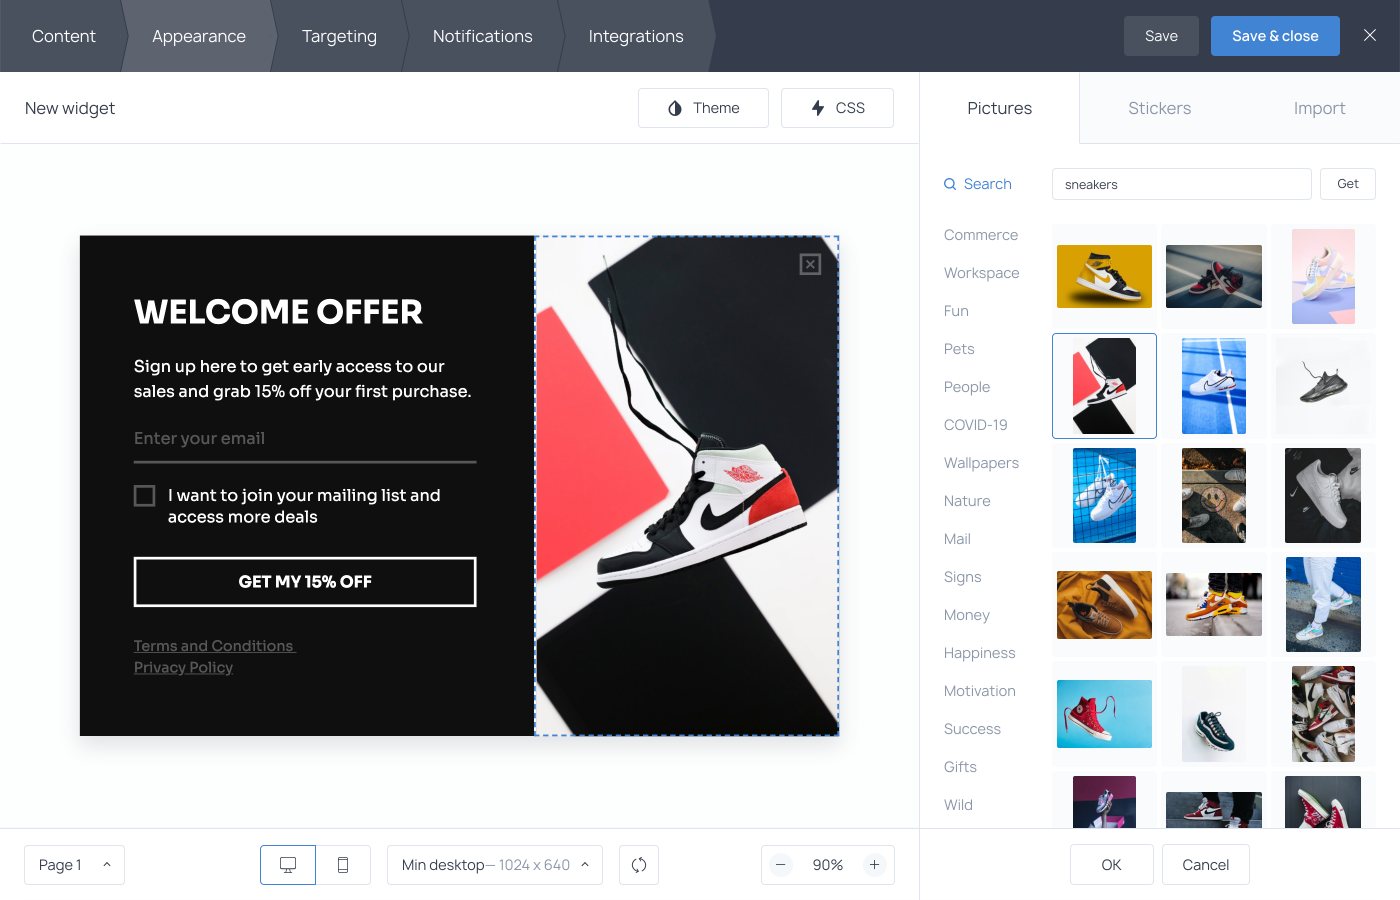 Content
Appearance
Targeting
Notifications
Integrations
Save
Save & close
New widget
Theme
CSS
Pictures
Stickers
Import
Search
sneakers
Get
WELCOME OFFER
Sign up here to get early access to our
sales and grab 15% off your first purchase.
Enter your email
I want to join your mailing list and
access more deals
GET MY 15% OFF
Terms and Conditions
Privacy Policy
Commerce
Workspace
Fun
Pets
People
COVID-19
Wallpapers
Nature
Mail
Signs
Money
Happiness
Motivation
Success
Gifts
Wild
Page 1
Min desktop— 1024 x 640
90%
OK
Cancel